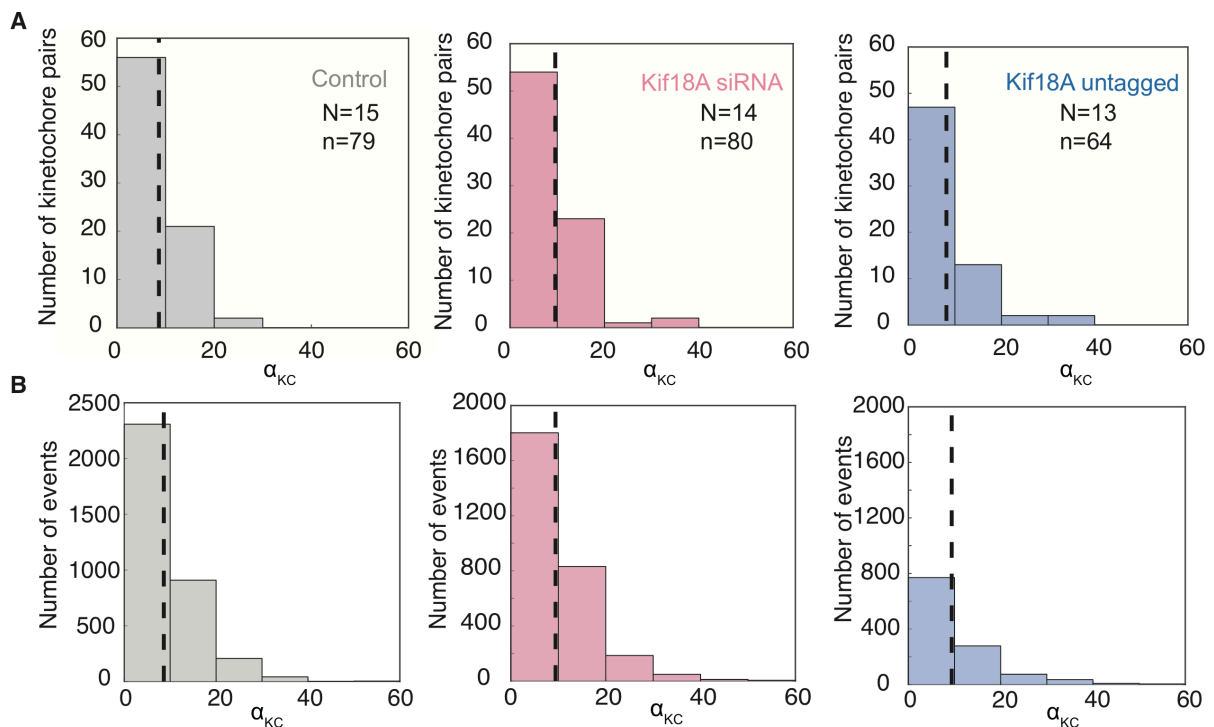 A
Number of kinetochore pairs
60
50
40
30
20
10
0
0 20 40 60
αKC
Control
N=15
n=79
Number of kinetochore pairs
60
50
40
30
20
10
0
0 20 40 60
αKC
Kif18A siRNA
N=14
n=80
Number of kinetochore pairs
60
50
40
30
20
10
0
0 20 40 60
αKC
Kif18A untagged
N=13
n=64
B
Number of events
2500
2000
1500
1000
500
0
0 20 40 60
αKC
Number of events
2000
1600
1200
800
400
0
0 20 40 60
αKC
Number of events
2000
1600
1200
800
400
0
0 20 40 60
αKC